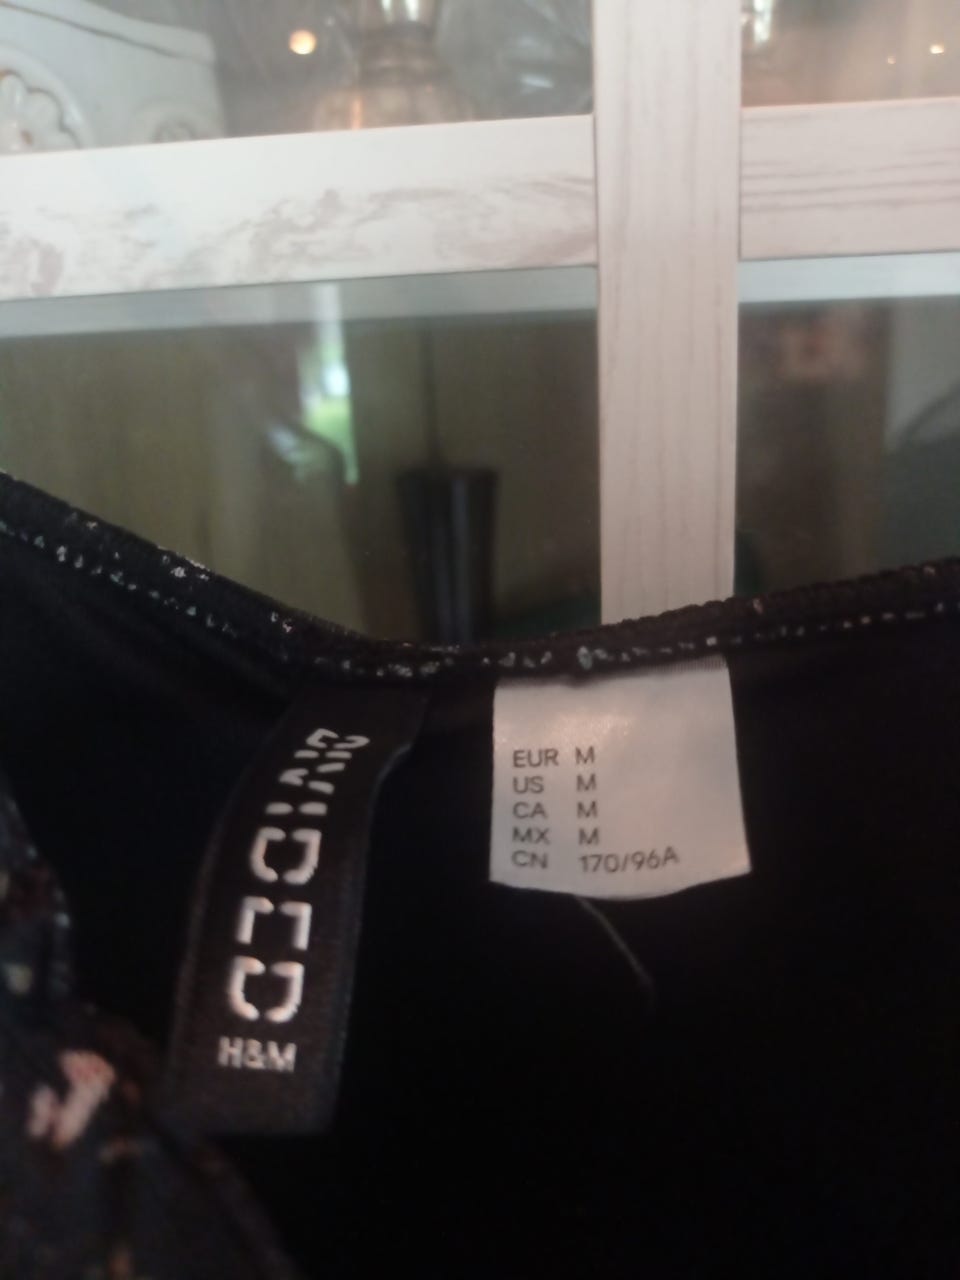 DIVIDED
H&M
EUR M
US M
CA M
MX M
CN 170/96A